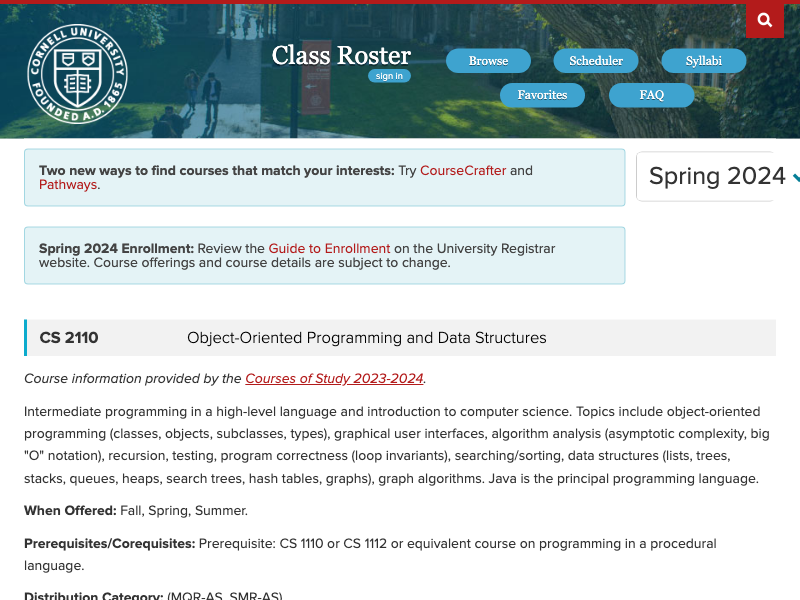 CORNELL UNIVERSITY
FOUNDED A.D. 1865
Class Roster
sign in
Browse
Scheduler
Syllabi
Favorites
FAQ
Two new ways to find courses that match your interests: Try CourseCrafter and
Pathways.
Spring 2024
Spring 2024 Enrollment: Review the Guide to Enrollment on the University Registrar
website. Course offerings and course details are subject to change.
CS 2110 Object-Oriented Programming and Data Structures
Course information provided by the Courses of Study 2023-2024.
Intermediate programming in a high-level language and introduction to computer science. Topics include object-oriented
programming (classes, objects, subclasses, types), graphical user interfaces, algorithm analysis (asymptotic complexity, big
"O" notation), recursion, testing, program correctness (loop invariants), searching/sorting, data structures (lists, trees,
stacks, queues, heaps, search trees, hash tables, graphs), graph algorithms. Java is the principal programming language.
When Offered: Fall, Spring, Summer.
Prerequisites/Corequisites: Prerequisite: CS 1110 or CS 1112 or equivalent course on programming in a procedural
language.
Distribution Category: (MQR-AS, SMR-AS)